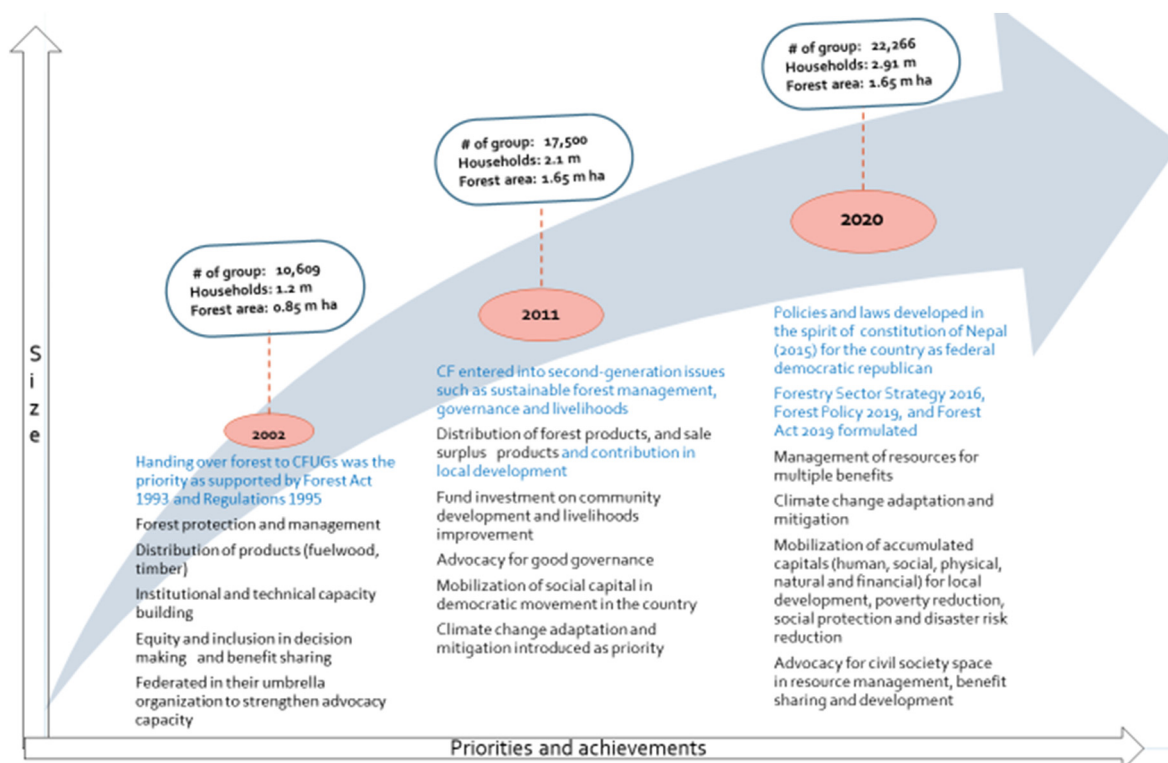 # of group: 22,266
Households: 2.91 m
Forest area: 1.65 m ha
# of group: 17,500
Households: 2.1 m
Forest area: 1.65 m ha
# of group: 10,609
Households: 1.2 m
Forest area: 0.85 m ha
Size
2002
Handing over forest to CFUGs was the
priority as supported by Forest Act
1993 and Regulations 1995
Forest protection and management
Distribution of products (fuelwood,
timber)
Institutional and technical capacity
building
Equity and inclusion in decision
making and benefit sharing
Federated in their umbrella
organization to strengthen advocacy
capacity
2011
CF entered into second-generation issues
such as sustainable forest management,
governance and livelihoods
Distribution of forest products, and sale
surplus products and contribution in
local development
Fund investment on community
development and livelihoods
improvement
Advocacy for good governance
Mobilization of social capital in
democratic movement in the country
Climate change adaptation and
mitigation introduced as priority
2020
Policies and laws developed in
the spirit of constitution of Nepal
(2015) for the country as federal
democratic republican
Forestry Sector Strategy 2016,
Forest Policy 2019, and Forest
Act 2019 formulated
Management of resources for
multiple benefits
Climate change adaptation and
mitigation
Mobilization of accumulated
capitals (human, social, physical,
natural and financial) for local
development, poverty reduction,
social protection and disaster risk
reduction
Advocacy for civil society space
in resource management, benefit
sharing and development
Priorities and achievements